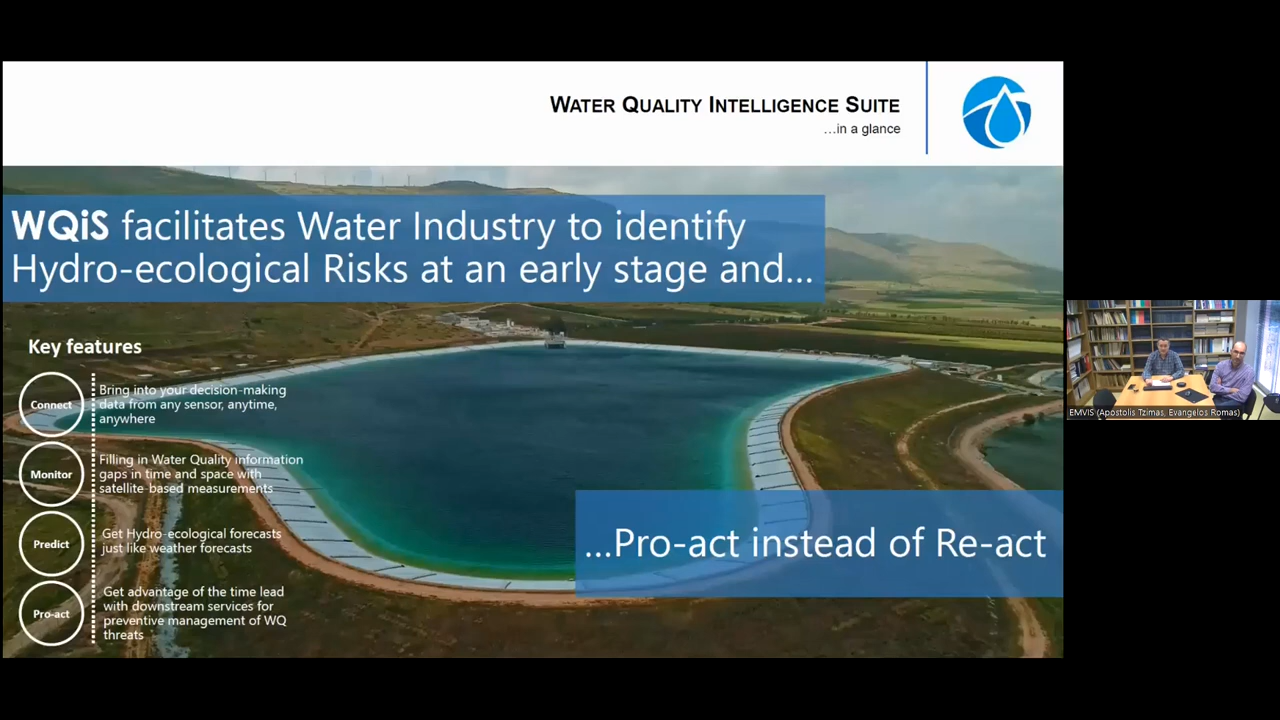 WATER QUALITY INTELLIGENCE SUITE
...in a glance
WQiS facilitates Water Industry to identify
Hydro-ecological Risks at an early stage and...
Key features
Connect
Bring into your decision-making
data from any sensor, anytime,
anywhere
Monitor
Filling in Water Quality information
gaps in time and space with
satellite-based measurements
Predict
Get Hydro-ecological forecasts
just like weather forecasts
Pro-act
Get advantage of the time lead
with downstream services for
preventive management of WQ
threats
...Pro-act instead of Re-act
EMVIS (Apostolis Tzimas, Evangelos Romas)